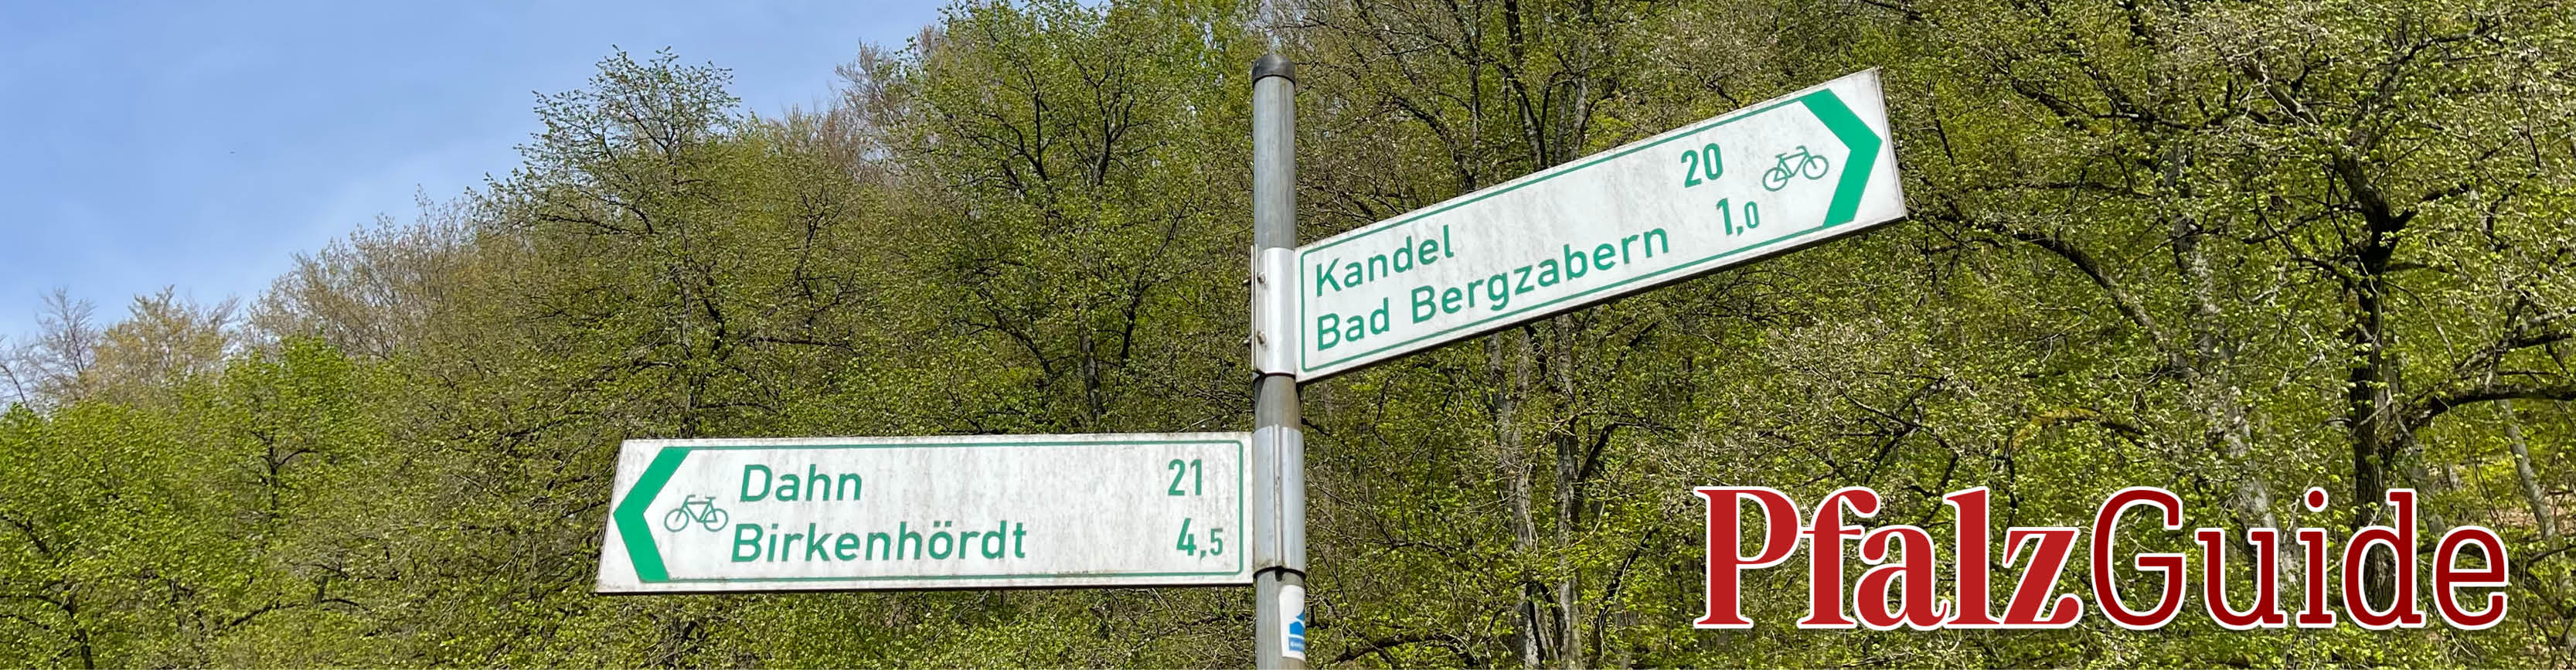 Kandel 20
Bad Bergzabern 1,0
Dahn 21
Birkenhördt 4,5
PfalzGuide